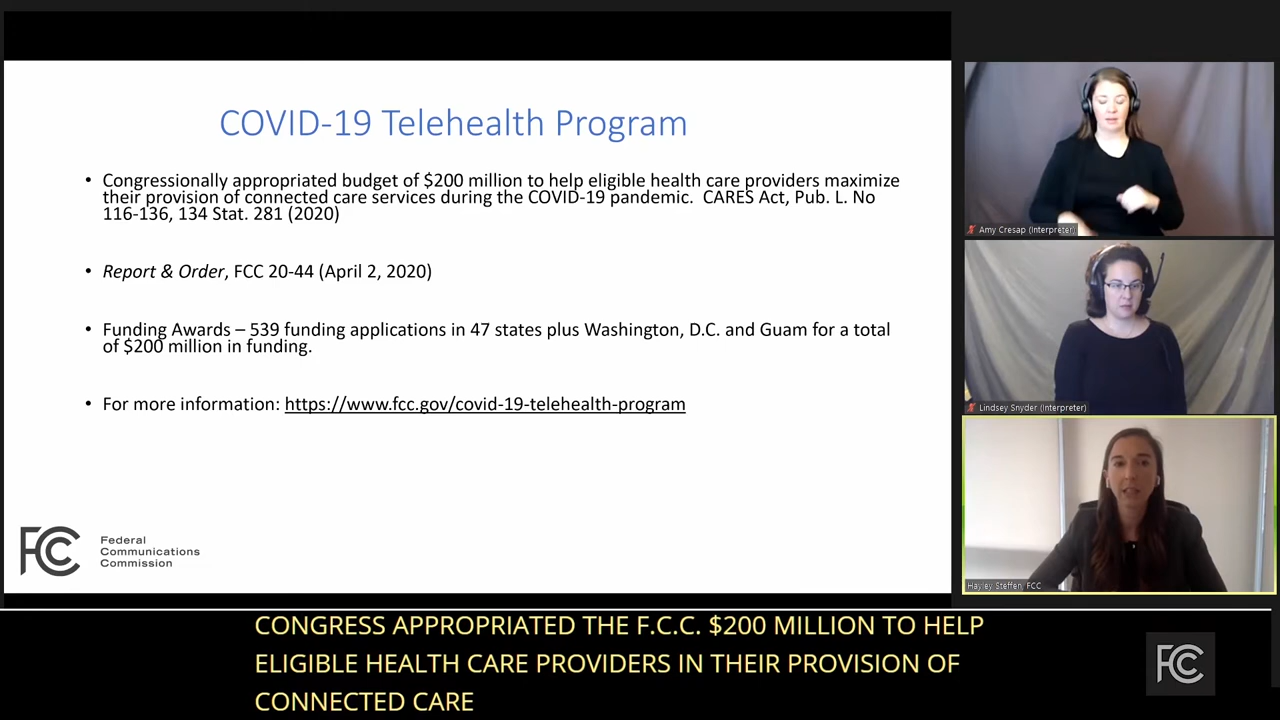 COVID-19 Telehealth Program
• Congressionally appropriated budget of $200 million to help eligible health care providers maximize
their provision of connected care services during the COVID-19 pandemic.  CARES Act, Pub. L. No
116-136, 134 Stat. 281 (2020)
• Report & Order, FCC 20-44 (April 2, 2020)
• Funding Awards – 539 funding applications in 47 states plus Washington, D.C. and Guam for a total
of $200 million in funding.
• For more information: https://www.fcc.gov/covid-19-telehealth-program
FCC
Federal
Communications
Commission
Amy Cresap (Interpreter)
Lindsey Snyder (Interpreter)
Hayley Steffen, FCC
CONGRESS APPROPRIATED THE F.C.C. $200 MILLION TO HELP
ELIGIBLE HEALTH CARE PROVIDERS IN THEIR PROVISION OF
CONNECTED CARE
FCC